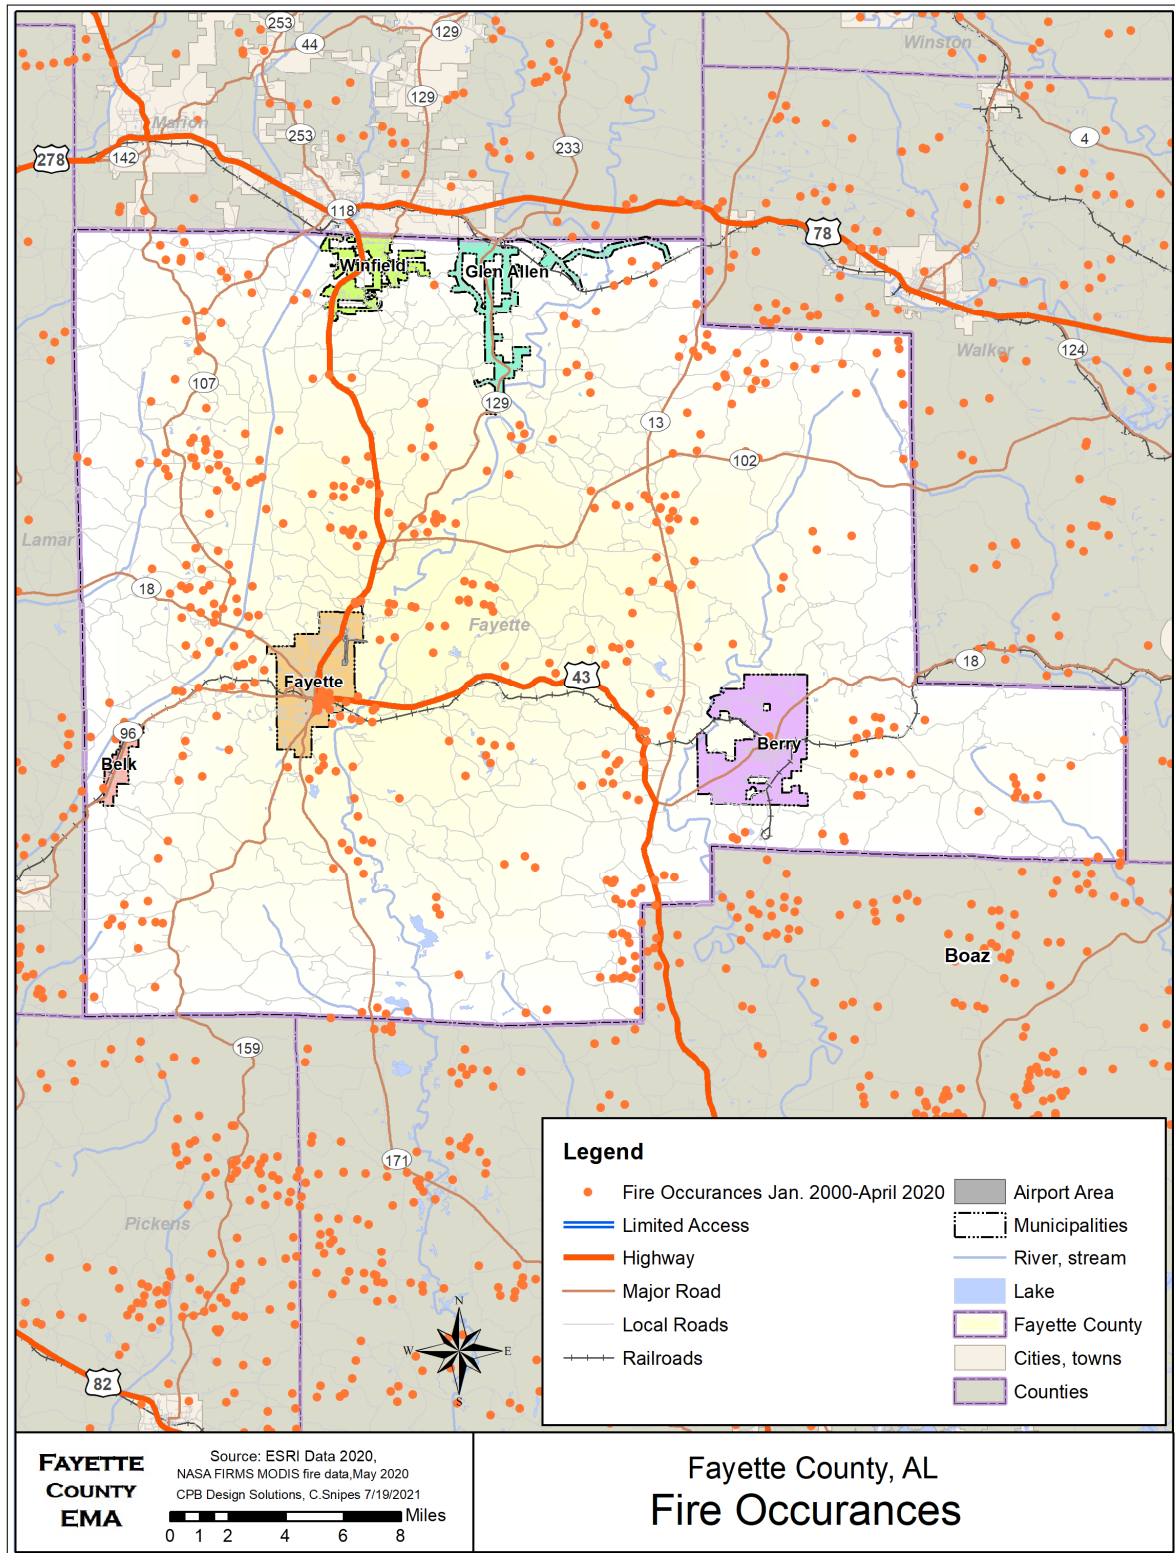 253
44
129
Winston
129
Marion
253
4
142
278
233
118
78
Winfield
Glen Allen
Walker
124
107
129
13
102
Lamar
18
Fayette
18
Fayette
43
96
Berry
Belk
Boaz
159
171
Pickens
82
N
W
E
S
Legend
Fire Occurances Jan. 2000-April 2020
Limited Access
Highway
Major Road
Local Roads
Railroads
Airport Area
Municipalities
River, stream
Lake
Fayette County
Cities, towns
Counties
FAYETTE
COUNTY
EMA
Source: ESRI Data 2020,
NASA FIRMS MODIS fire data,May 2020
CPB Design Solutions, C.Snipes 7/19/2021
Miles
0 1 2 4 6 8
Fayette County, AL
Fire Occurances